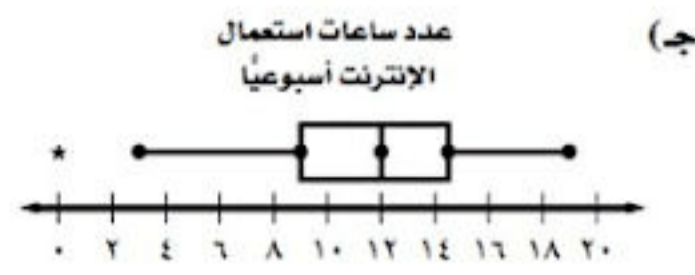 جـ)
عدد ساعات استعمال
الإنترنت أسبوعيًّا
٠ ٢ ٤ ٦ ٨ ١٠ ١٢ ١٤ ١٦ ١٨ ٢٠